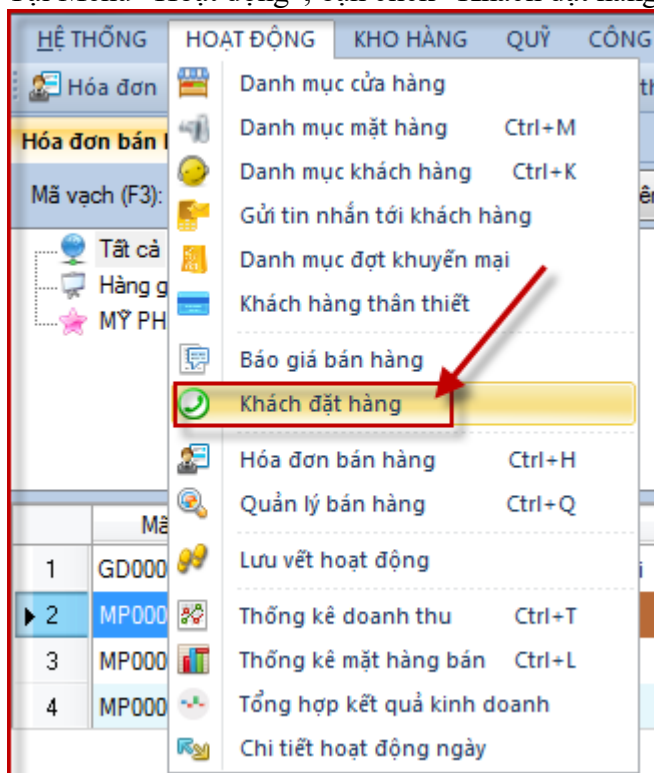 HỆ THỐNG HOẠT ĐỘNG KHO HÀNG QUỸ CÔNG
Hóa đơn
Danh mục cửa hàng
Hóa đơn bán
Danh mục mặt hàng Ctrl+M
Mã vạch (F3):
Danh mục khách hàng Ctrl+K
Gửi tin nhắn tới khách hàng
Tất cả
Danh mục đợt khuyến mại
Hàng g
Khách hàng thân thiết
MỸ PH
Báo giá bán hàng
Khách đặt hàng
Hóa đơn bán hàng Ctrl+H
Quản lý bán hàng Ctrl+Q
Mã
Lưu vết hoạt động
1 GD000
2 MP000
Thống kê doanh thu Ctrl+T
3 MP000
Thống kê mặt hàng bán Ctrl+L
4 MP000
Tổng hợp kết quả kinh doanh
Chi tiết hoạt động ngày